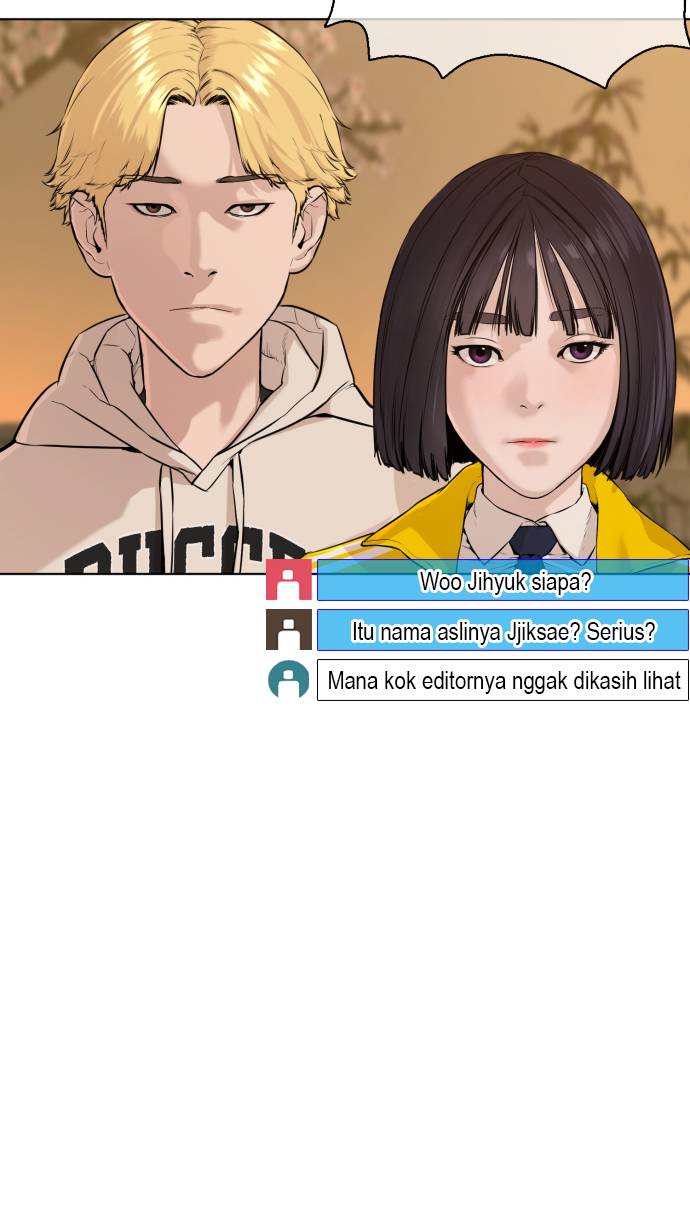 Woo Jihyuk siapa?
Itu nama aslinya Jjiksae? Serius?
Mana kok editornya nggak dikasih lihat